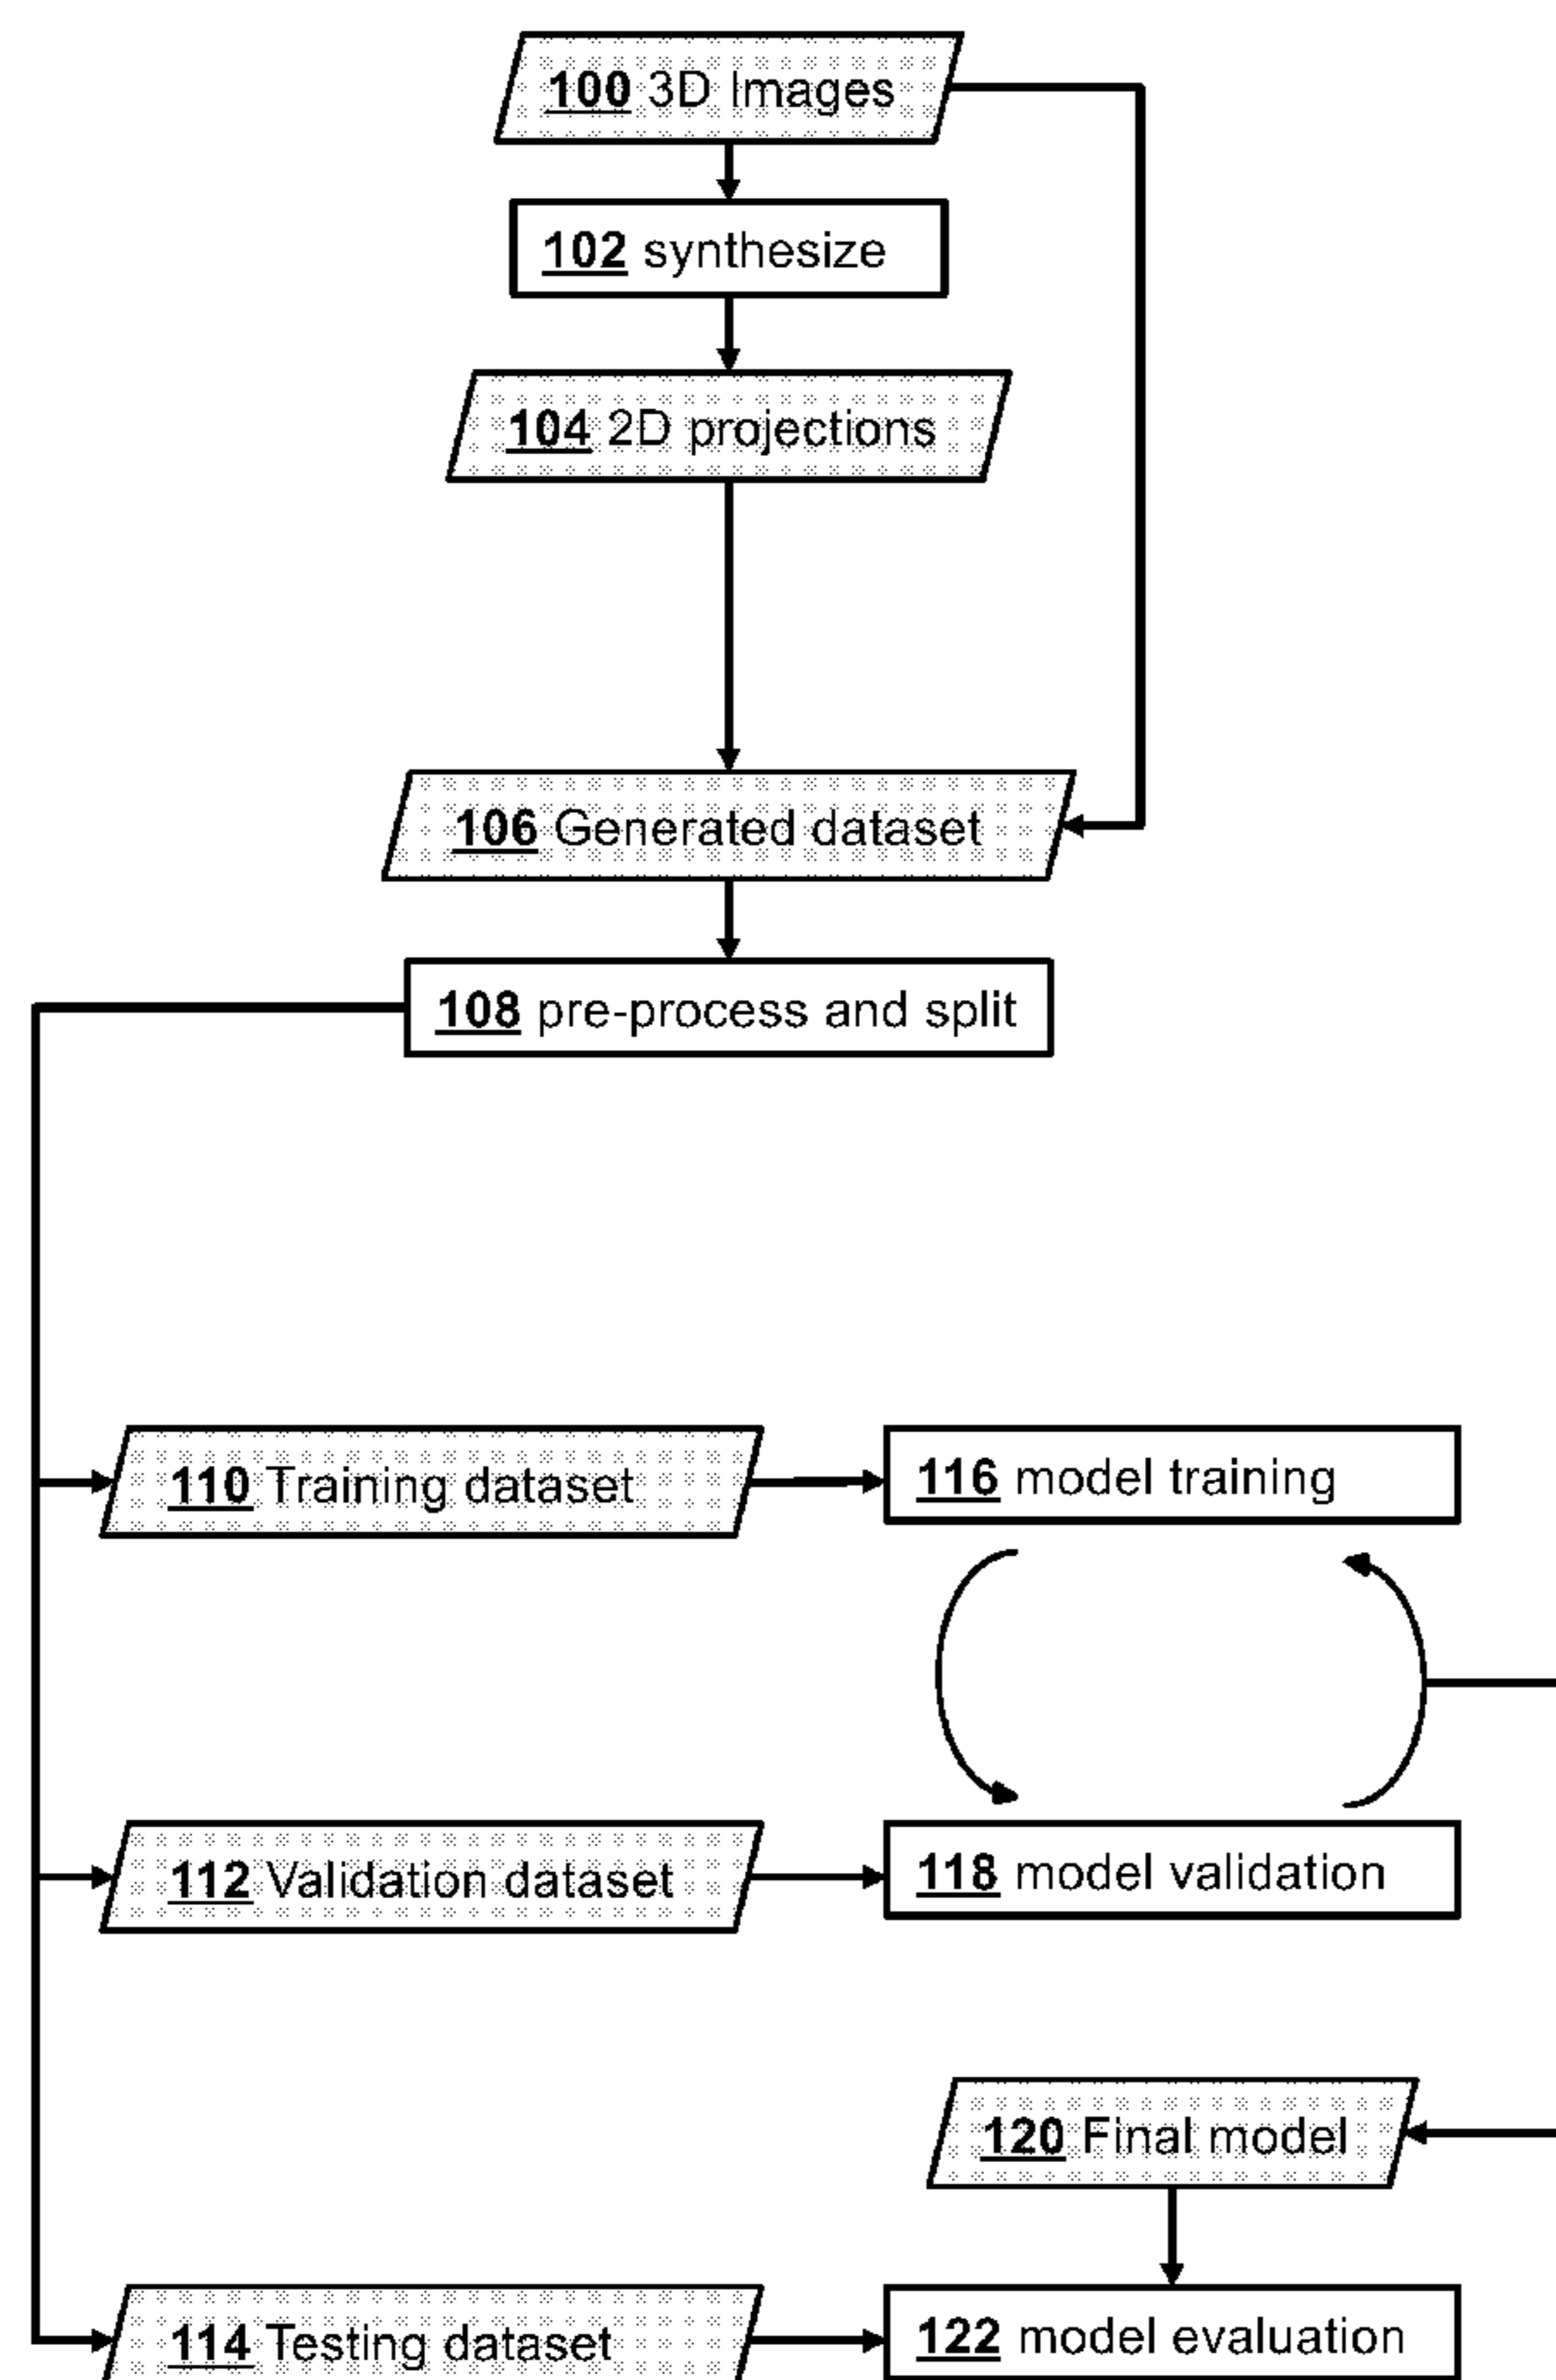 100 3D Images
102 synthesize
104 2D projections
106 Generated dataset
108 pre-process and split
110 Training dataset
116 model training
112 Validation dataset
118 model validation
120 Final model
114 Testing dataset
122 model evaluation